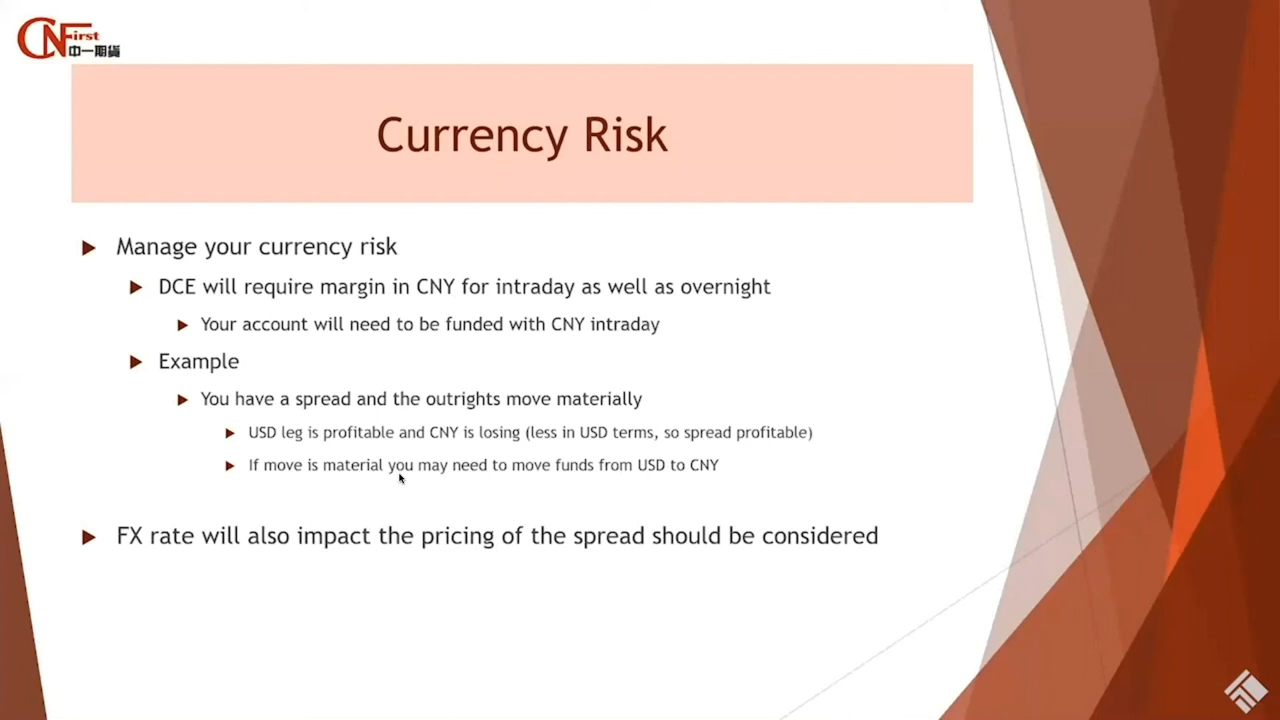 CNFirst
中一期貨
Currency Risk
Manage your currency risk
DCE will require margin in CNY for intraday as well as overnight
Your account will need to be funded with CNY intraday
Example
You have a spread and the outrights move materially
USD leg is profitable and CNY is losing (less in USD terms, so spread profitable)
If move is material you may need to move funds from USD to CNY
FX rate will also impact the pricing of the spread should be considered